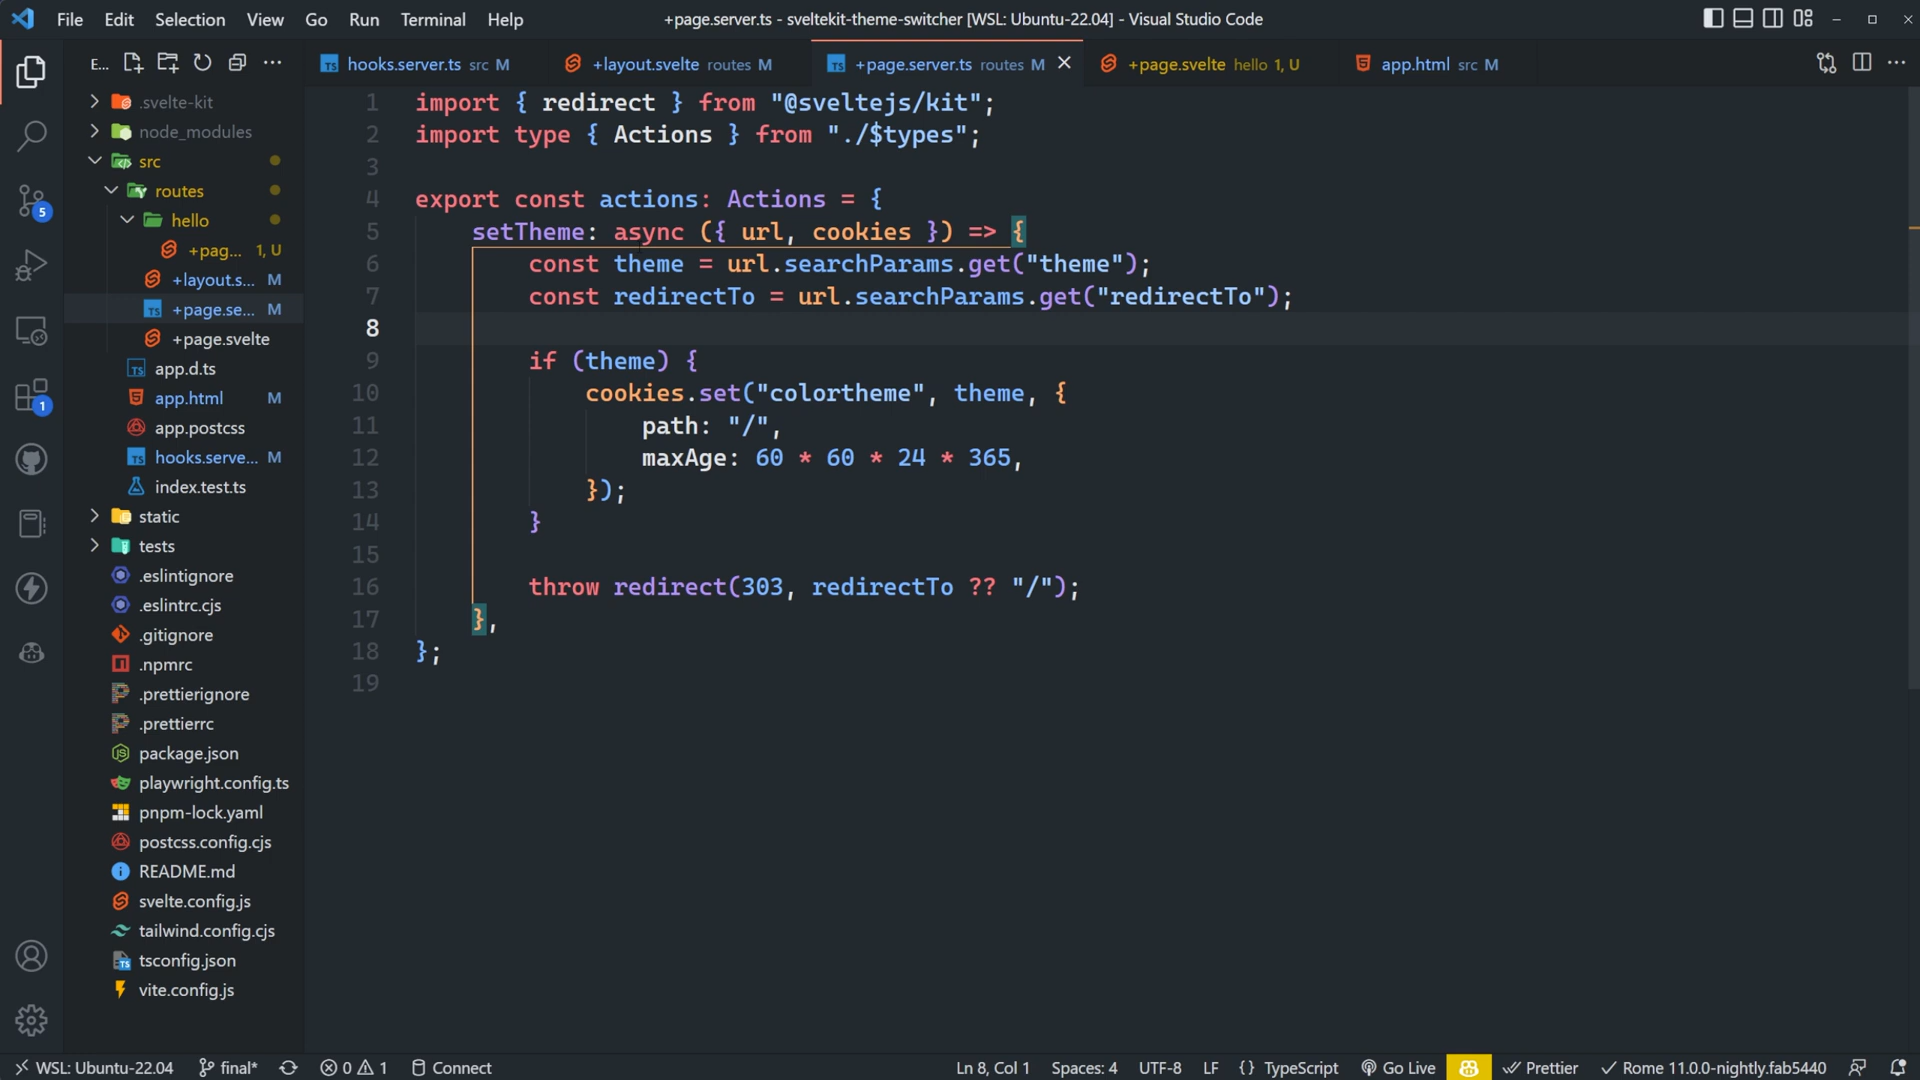 File Edit Selection View Go Run Terminal Help
+page.server.ts - sveltekit-theme-switcher [WSL: Ubuntu-22.04] - Visual Studio Code
E...
hooks.server.ts src M
+layout.svelte routes M
+page.server.ts routes M
+page.svelte hello 1, U
app.html src M
.svelte-kit
node_modules
src
routes
hello
+pag... 1, U
+layout.s... M
+page.se... M
+page.svelte
app.d.ts
app.html M
app.postcss
hooks.serve... M
index.test.ts
static
tests
.eslintignore
.eslintrc.cjs
.gitignore
.npmrc
.prettierignore
.prettierrc
package.json
playwright.config.ts
pnpm-lock.yaml
postcss.config.cjs
README.md
svelte.config.js
tailwind.config.cjs
tsconfig.json
vite.config.js
5
1
1 import { redirect } from "@sveltejs/kit";
2 import type { Actions } from "./$types";
3
4 export const actions: Actions = {
5 setTheme: async ({ url, cookies }) => {
6 const theme = url.searchParams.get("theme");
7 const redirectTo = url.searchParams.get("redirectTo");
8
9 if (theme) {
10 cookies.set("colortheme", theme, {
11 path: "/",
12 maxAge: 60 * 60 * 24 * 365,
13 });
14 }
15
16 throw redirect(303, redirectTo ?? "/");
17 },
18 };
19
WSL: Ubuntu-22.04 final* 0 1 Connect Ln 8, Col 1 Spaces: 4 UTF-8 LF {} TypeScript Go Live Prettier Rome 11.0.0-nightly.fab5440